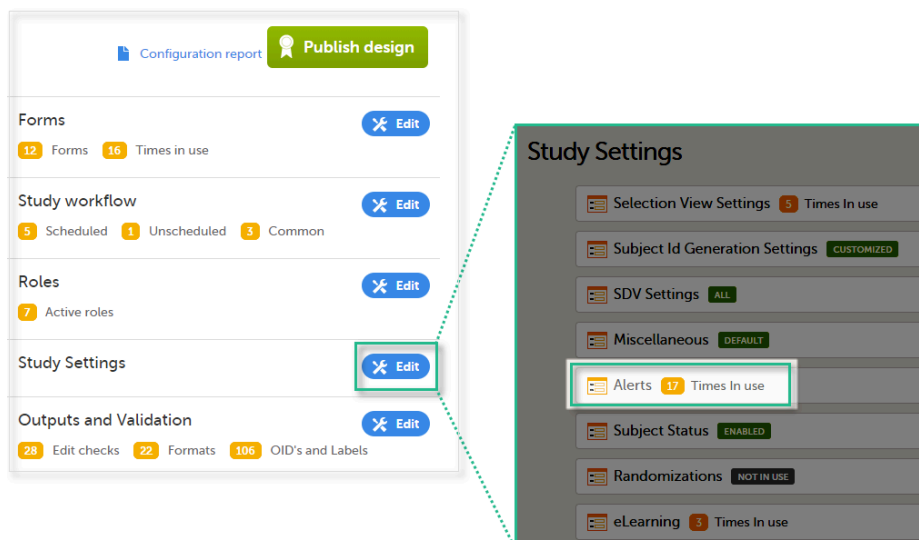 Configuration report
Publish design
Forms
Edit
12 Forms 16 Times in use
Study workflow
Edit
5 Scheduled 1 Unscheduled 3 Common
Roles
Edit
7 Active roles
Study Settings
Edit
Outputs and Validation
Edit
28 Edit checks 22 Formats 106 OID's and Labels
Study Settings
Selection View Settings 5 Times In use
Subject Id Generation Settings CUSTOMIZED
SDV Settings ALL
Miscellaneous DEFAULT
Alerts 17 Times In use
Subject Status ENABLED
Randomizations NOT IN USE
eLearning 3 Times In use